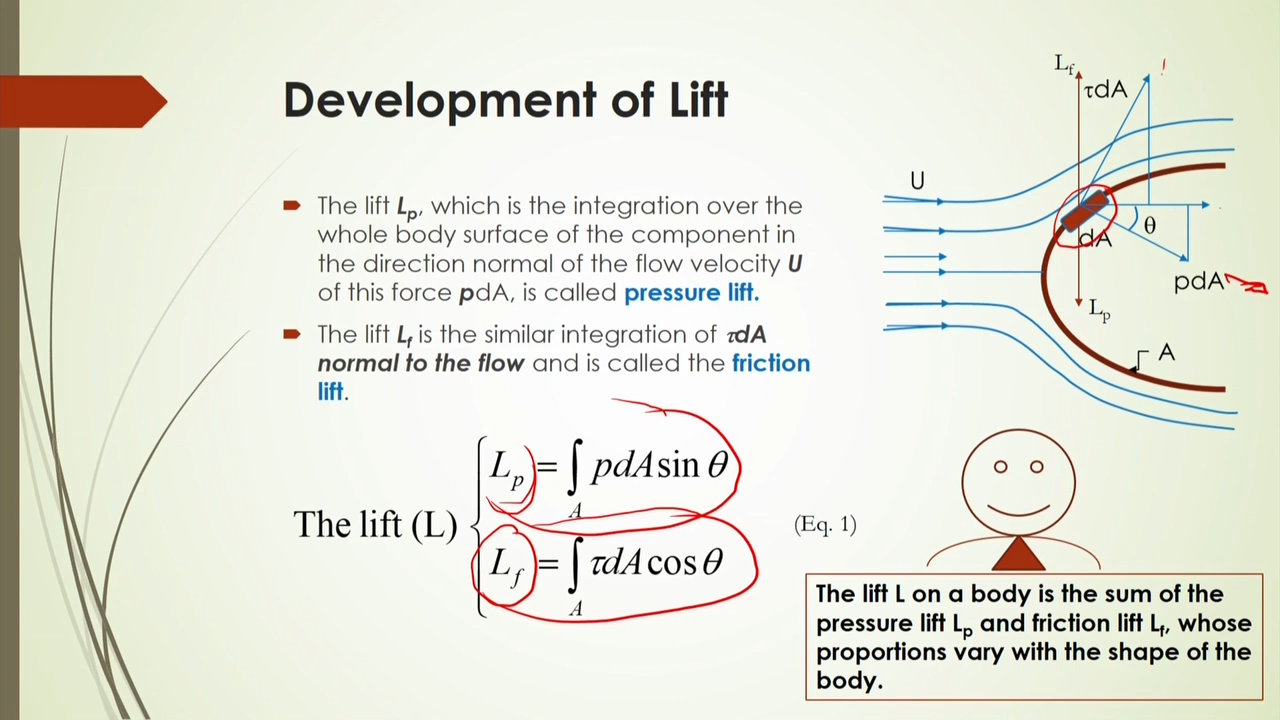 Development of Lift
The lift Lp, which is the integration over the
whole body surface of the component in
the direction normal of the flow velocity U
of this force pdA, is called pressure lift.
The lift Lf is the similar integration of τdA
normal to the flow and is called the friction
lift.
The lift (L)
Lp = ∫A pdA sin θ
Lf = ∫A τdA cos θ
(Eq. 1)
Lf
τdA
U
θ
dA
pdA
Lp
A
The lift L on a body is the sum of the
pressure lift Lp and friction lift Lf, whose
proportions vary with the shape of the
body.